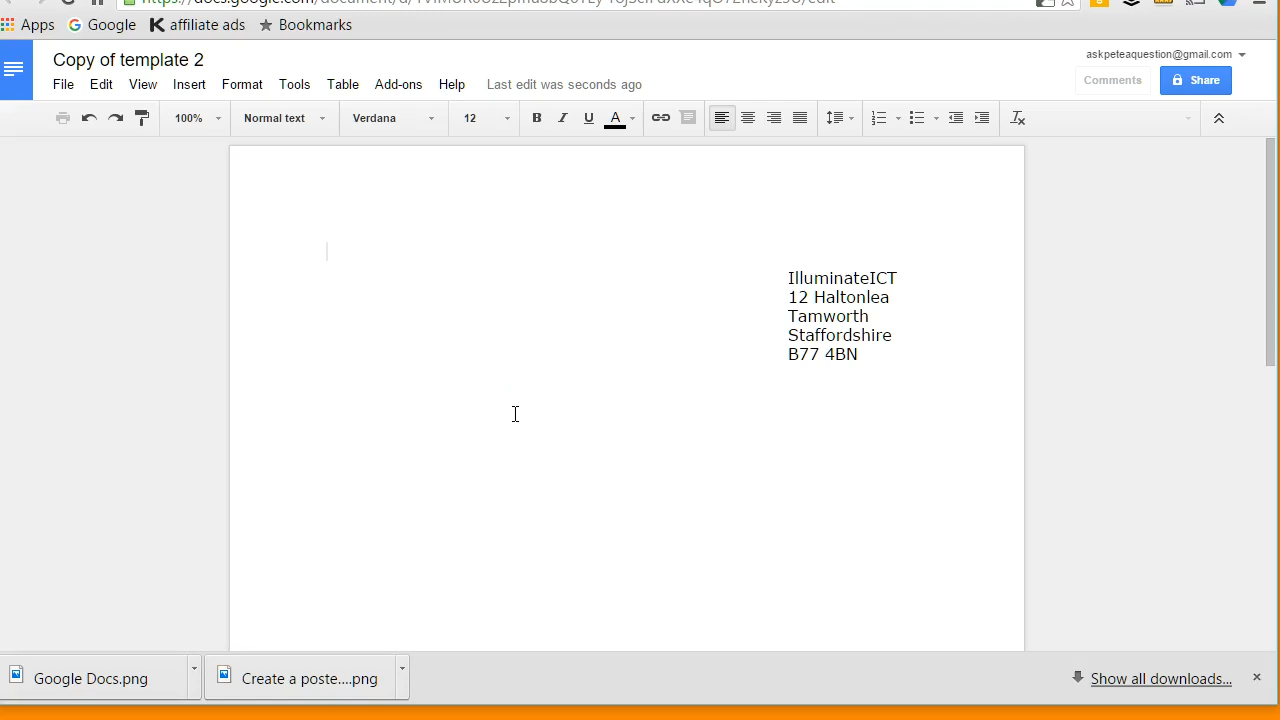 Apps Google affiliate ads Bookmarks
Copy of template 2
askpeteaquestion@gmail.com
File Edit View Insert Format Tools Table Add-ons Help Last edit was seconds ago
Comments Share
100% Normal text Verdana 12 B I U A
IlluminateICT
12 Haltonlea
Tamworth
Staffordshire
B77 4BN
Google Docs.png Create a poste....png Show all downloads...